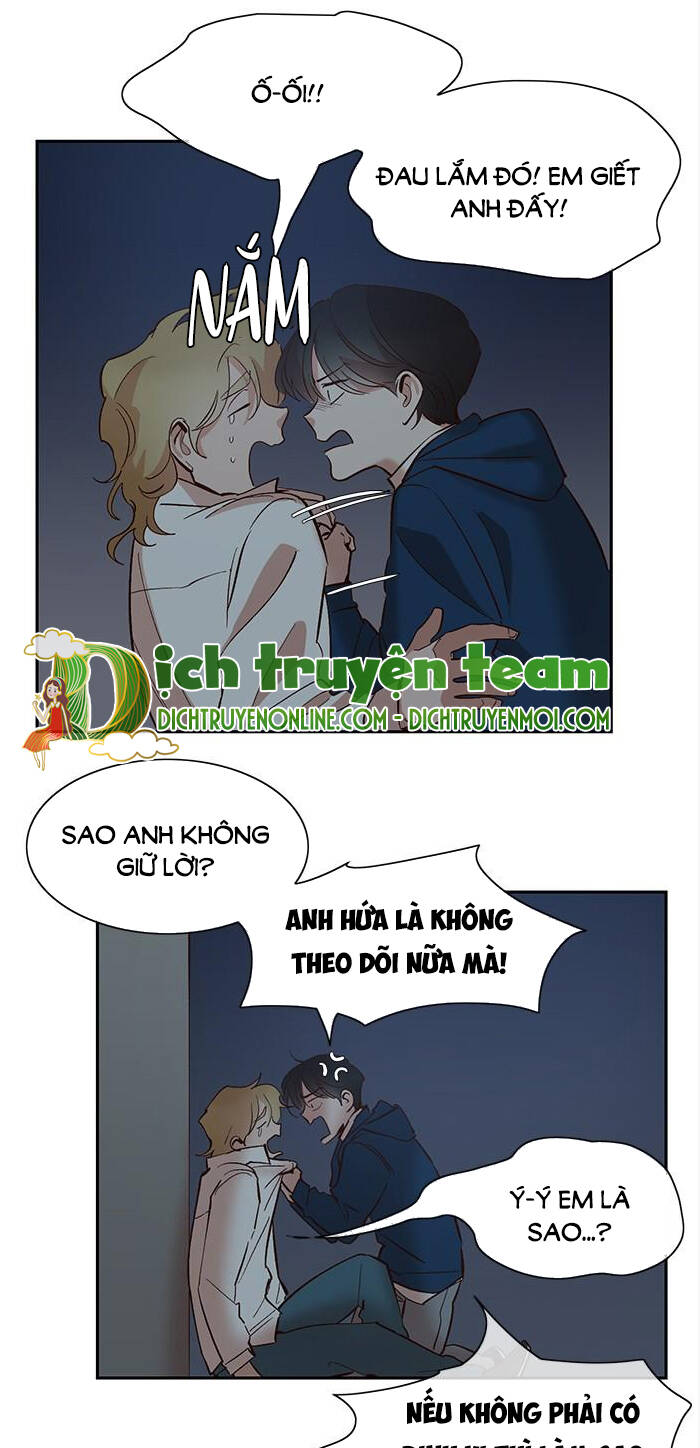 Ố-ỐI!!
ĐAU LẮM ĐÓ! EM GIẾT
ANH ĐẤY!
NẮM
Dịch truyện team
DICHTRUYENONLINE.COM - DICHTRUYENMOI.COM
SAO ANH KHÔNG
GIỮ LỜI?
ANH HỨA LÀ KHÔNG
THEO DÕI NỮA MÀ!
Ý-Ý EM LÀ
SAO...?
NẾU KHÔNG PHẢI CÓ